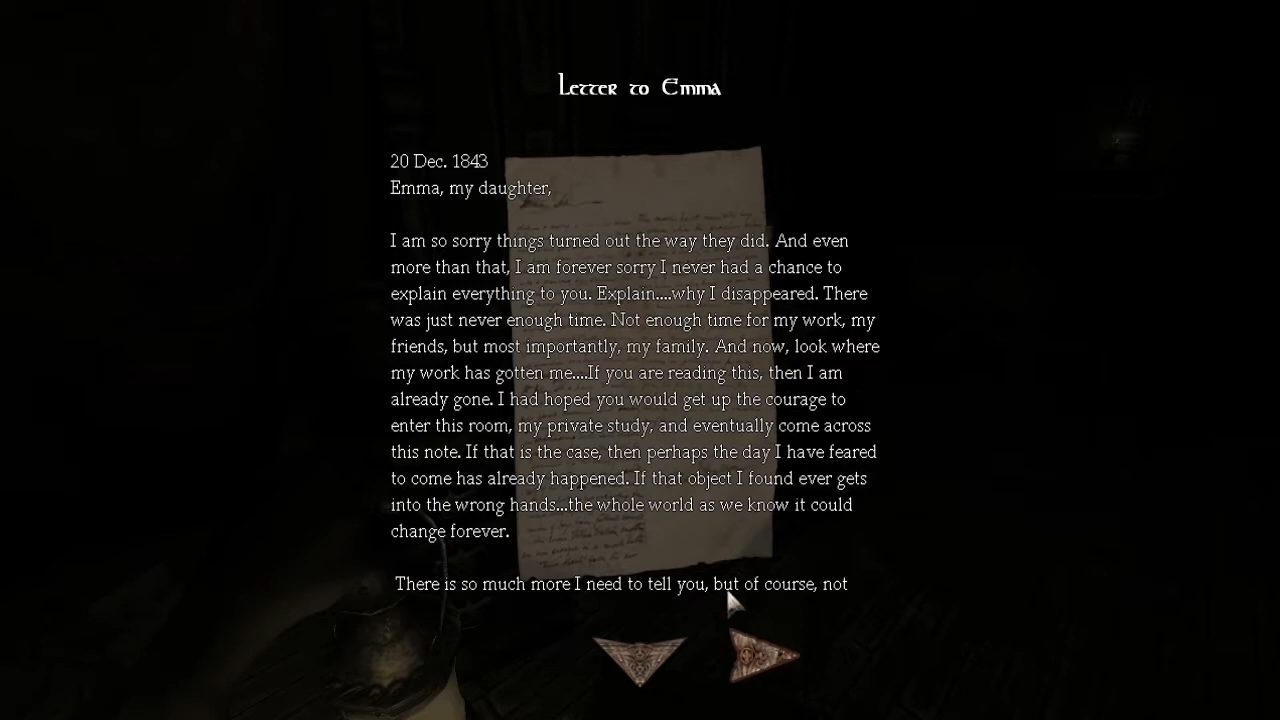 Letter to Emma
20 Dec. 1843
Emma, my daughter,
I am so sorry things turned out the way they did. And even
more than that, I am forever sorry I never had a chance to
explain everything to you. Explain....why I disappeared. There
was just never enough time. Not enough time for my work, my
friends, but most importantly, my family. And now, look where
my work has gotten me....If you are reading this, then I am
already gone. I had hoped you would get up the courage to
enter this room, my private study, and eventually come across
this note. If that is the case, then perhaps the day I have feared
to come has already happened. If that object I found ever gets
into the wrong hands...the whole world as we know it could
change forever.
There is so much more I need to tell you, but of course, not